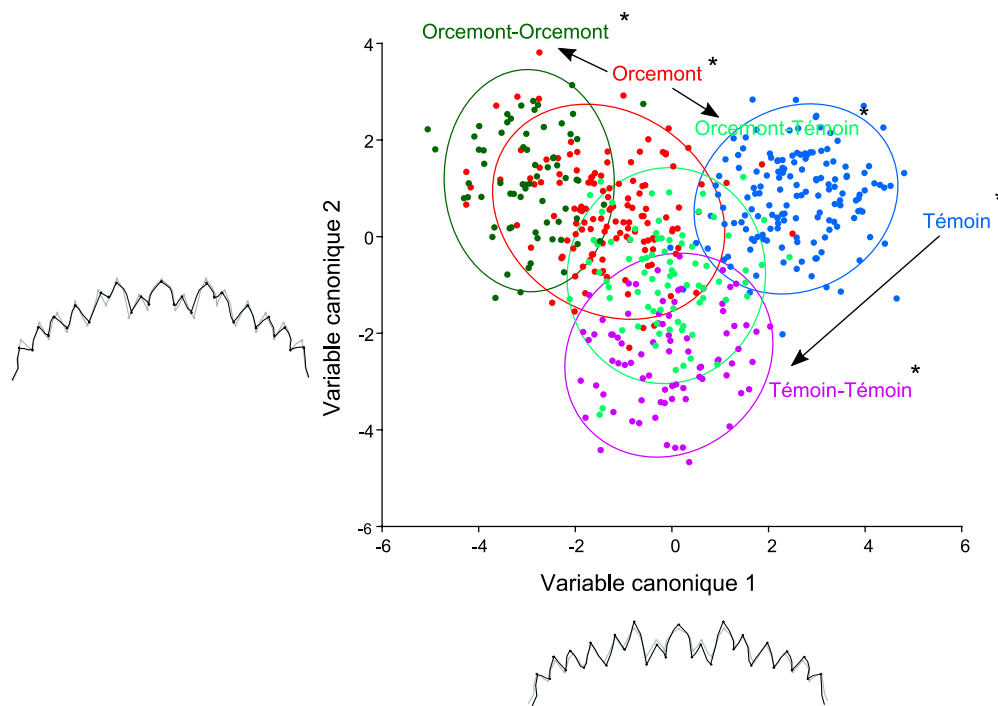 Orcemont-Orcemont *
Orcemont *
Orcemont-Témoin *
Témoin *
Témoin-Témoin *
Variable canonique 2
4
2
0
-2
-4
-6
-6
-4
-2
0
2
4
6
Variable canonique 1